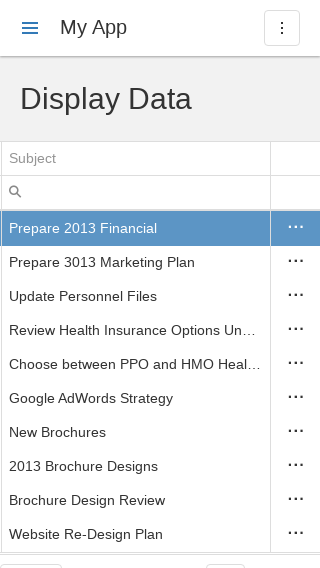 My App
Display Data
Subject
Prepare 2013 Financial
Prepare 3013 Marketing Plan
Update Personnel Files
Review Health Insurance Options Un…
Choose between PPO and HMO Heal…
Google AdWords Strategy
New Brochures
2013 Brochure Designs
Brochure Design Review
Website Re-Design Plan